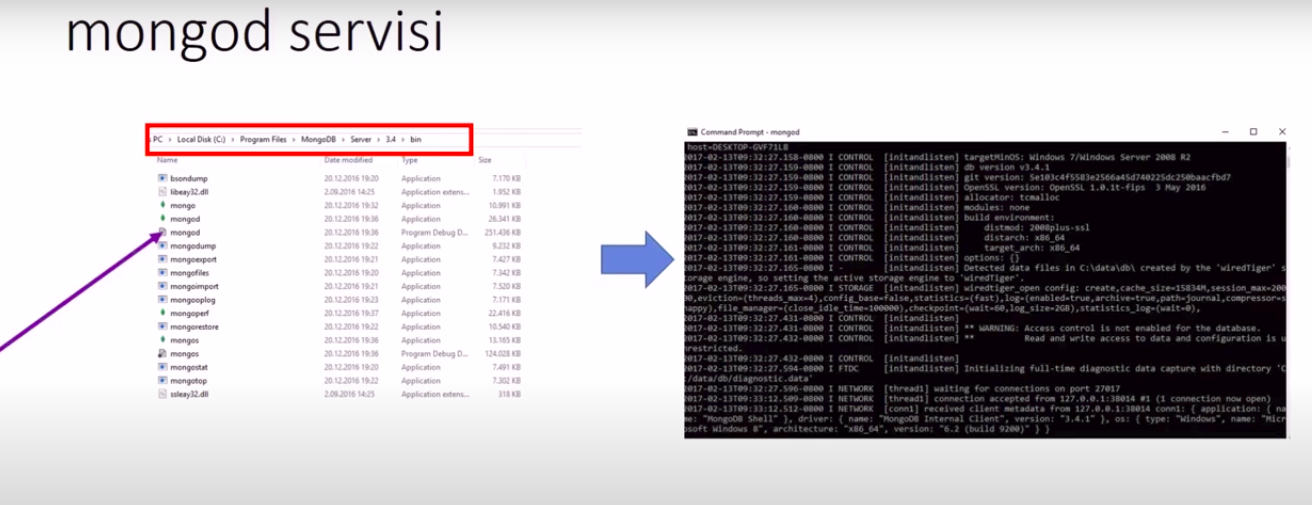 mongod servisi
PC › Local Disk (C:) › Program Files › MongoDB › Server › 3.4 › bin
Name Date modified Type Size
bsondump 20.12.2016 19:20 Application 7.170 KB
libeay32.dll 2.09.2016 14:25 Application extens... 1.952 KB
mongo 20.12.2016 19:32 Application 10.991 KB
mongod 20.12.2016 19:36 Application 26.341 KB
mongod 20.12.2016 19:36 Program Debug D... 251.436 KB
mongodump 20.12.2016 19:22 Application 9.232 KB
mongoexport 20.12.2016 19:21 Application 7.427 KB
mongofiles 20.12.2016 19:20 Application 7.342 KB
mongoimport 20.12.2016 19:21 Application 7.520 KB
mongooplog 20.12.2016 19:23 Application 7.171 KB
mongoperf 20.12.2016 19:37 Application 22.416 KB
mongorestore 20.12.2016 19:22 Application 10.540 KB
mongos 20.12.2016 19:36 Application 13.165 KB
mongos 20.12.2016 19:36 Program Debug D... 124.028 KB
mongostat 20.12.2016 19:20 Application 7.491 KB
mongotop 20.12.2016 19:22 Application 7.302 KB
ssleay32.dll 2.09.2016 14:25 Application extens... 318 KB
Command Prompt - mongod
host=DESKTOP-GVF71LB
2017-02-13T09:32:27.158-0800 I CONTROL [initandlisten] targetMinOS: Windows 7/Windows Server 2008 R2
2017-02-13T09:32:27.159-0800 I CONTROL [initandlisten] db version v3.4.1
2017-02-13T09:32:27.159-0800 I CONTROL [initandlisten] git version: 5e103c4f5583e2566a45d740225dc250baacfbd7
2017-02-13T09:32:27.159-0800 I CONTROL [initandlisten] OpenSSL version: OpenSSL 1.0.1t-fips 3 May 2016
2017-02-13T09:32:27.159-0800 I CONTROL [initandlisten] allocator: tcmalloc
2017-02-13T09:32:27.160-0800 I CONTROL [initandlisten] modules: none
2017-02-13T09:32:27.160-0800 I CONTROL [initandlisten] build environment:
2017-02-13T09:32:27.160-0800 I CONTROL [initandlisten] distmod: 2008plus-ssl
2017-02-13T09:32:27.160-0800 I CONTROL [initandlisten] distarch: x86_64
2017-02-13T09:32:27.161-0800 I CONTROL [initandlisten] target_arch: x86_64
2017-02-13T09:32:27.161-0800 I CONTROL [initandlisten] options: {}
2017-02-13T09:32:27.165-0800 I - [initandlisten] Detected data files in C:\data\db\ created by the 'wiredTiger' s
torage engine, so setting the active storage engine to 'wiredTiger'.
2017-02-13T09:32:27.165-0800 I STORAGE [initandlisten] wiredtiger_open config: create,cache_size=15834M,session_max=200
00,eviction=(threads_max=4),config_base=false,statistics=(fast),log=(enabled=true,archive=true,path=journal,compressor=s
nappy),file_manager=(close_idle_time=100000),checkpoint=(wait=60,log_size=2GB),statistics_log=(wait=0),
2017-02-13T09:32:27.431-0800 I CONTROL [initandlisten]
2017-02-13T09:32:27.431-0800 I CONTROL [initandlisten] ** WARNING: Access control is not enabled for the database.
2017-02-13T09:32:27.432-0800 I CONTROL [initandlisten] ** Read and write access to data and configuration is u
nrestricted.
2017-02-13T09:32:27.432-0800 I CONTROL [initandlisten]
2017-02-13T09:32:27.594-0800 I FTDC [initandlisten] Initializing full-time diagnostic data capture with directory 'C
:/data/db/diagnostic.data'
2017-02-13T09:32:27.596-0800 I NETWORK [thread1] waiting for connections on port 27017
2017-02-13T09:33:12.509-0800 I NETWORK [thread1] connection accepted from 127.0.0.1:38014 #1 (1 connection now open)
2017-02-13T09:33:12.512-0800 I NETWORK [conn1] received client metadata from 127.0.0.1:38014 conn1: { application: { na
me: "MongoDB Shell" }, driver: { name: "MongoDB Internal Client", version: "3.4.1" }, os: { type: "Windows", name: "Micr
osoft Windows 8", architecture: "x86_64", version: "6.2 (build 9200)" } }